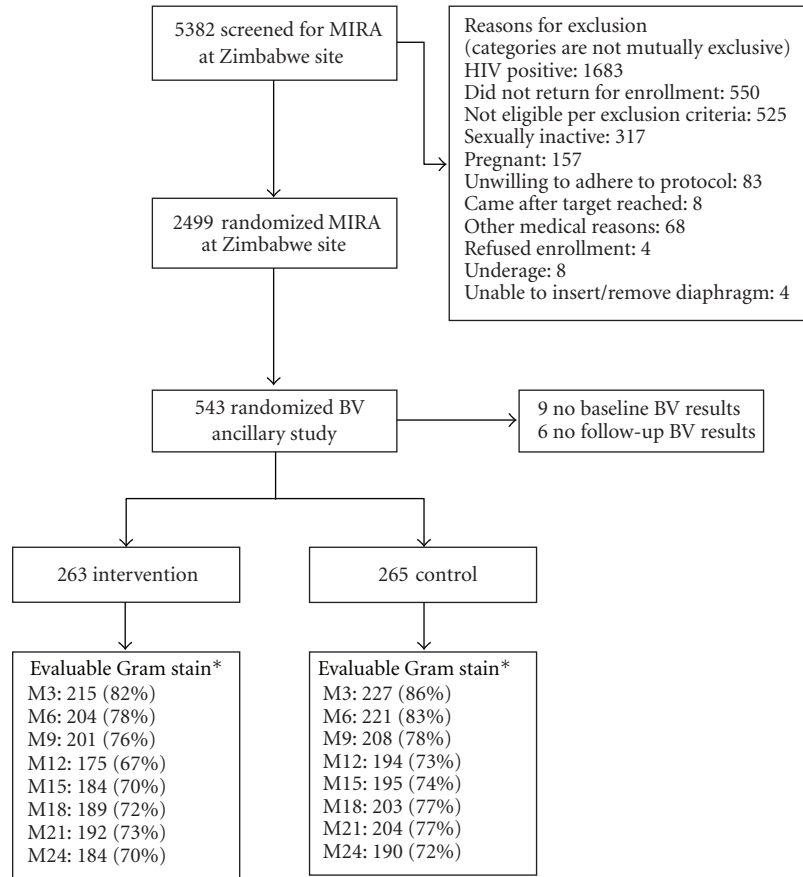 5382 screened for MIRA
at Zimbabwe site
Reasons for exclusion
(categories are not mutually exclusive)
HIV positive: 1683
Did not return for enrollment: 550
Not eligible per exclusion criteria: 525
Sexually inactive: 317
Pregnant: 157
Unwilling to adhere to protocol: 83
Came after target reached: 8
Other medical reasons: 68
Refused enrollment: 4
Underage: 8
Unable to insert/remove diaphragm: 4
2499 randomized MIRA
at Zimbabwe site
543 randomized BV
ancillary study
9 no baseline BV results
6 no follow-up BV results
263 intervention
265 control
Evaluable Gram stain*
M3: 215 (82%)
M6: 204 (78%)
M9: 201 (76%)
M12: 175 (67%)
M15: 184 (70%)
M18: 189 (72%)
M21: 192 (73%)
M24: 184 (70%)
Evaluable Gram stain*
M3: 227 (86%)
M6: 221 (83%)
M9: 208 (78%)
M12: 194 (73%)
M15: 195 (74%)
M18: 203 (77%)
M21: 204 (77%)
M24: 190 (72%)